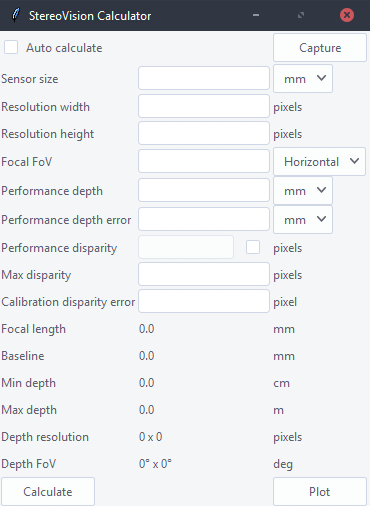 StereoVision Calculator
Auto calculate Capture
Sensor size mm
Resolution width pixels
Resolution height pixels
Focal FoV Horizontal
Performance depth mm
Performance depth error mm
Performance disparity pixels
Max disparity pixels
Calibration disparity error pixel
Focal length 0.0 mm
Baseline 0.0 mm
Min depth 0.0 cm
Max depth 0.0 m
Depth resolution 0 x 0 pixels
Depth FoV 0° x 0° deg
Calculate Plot